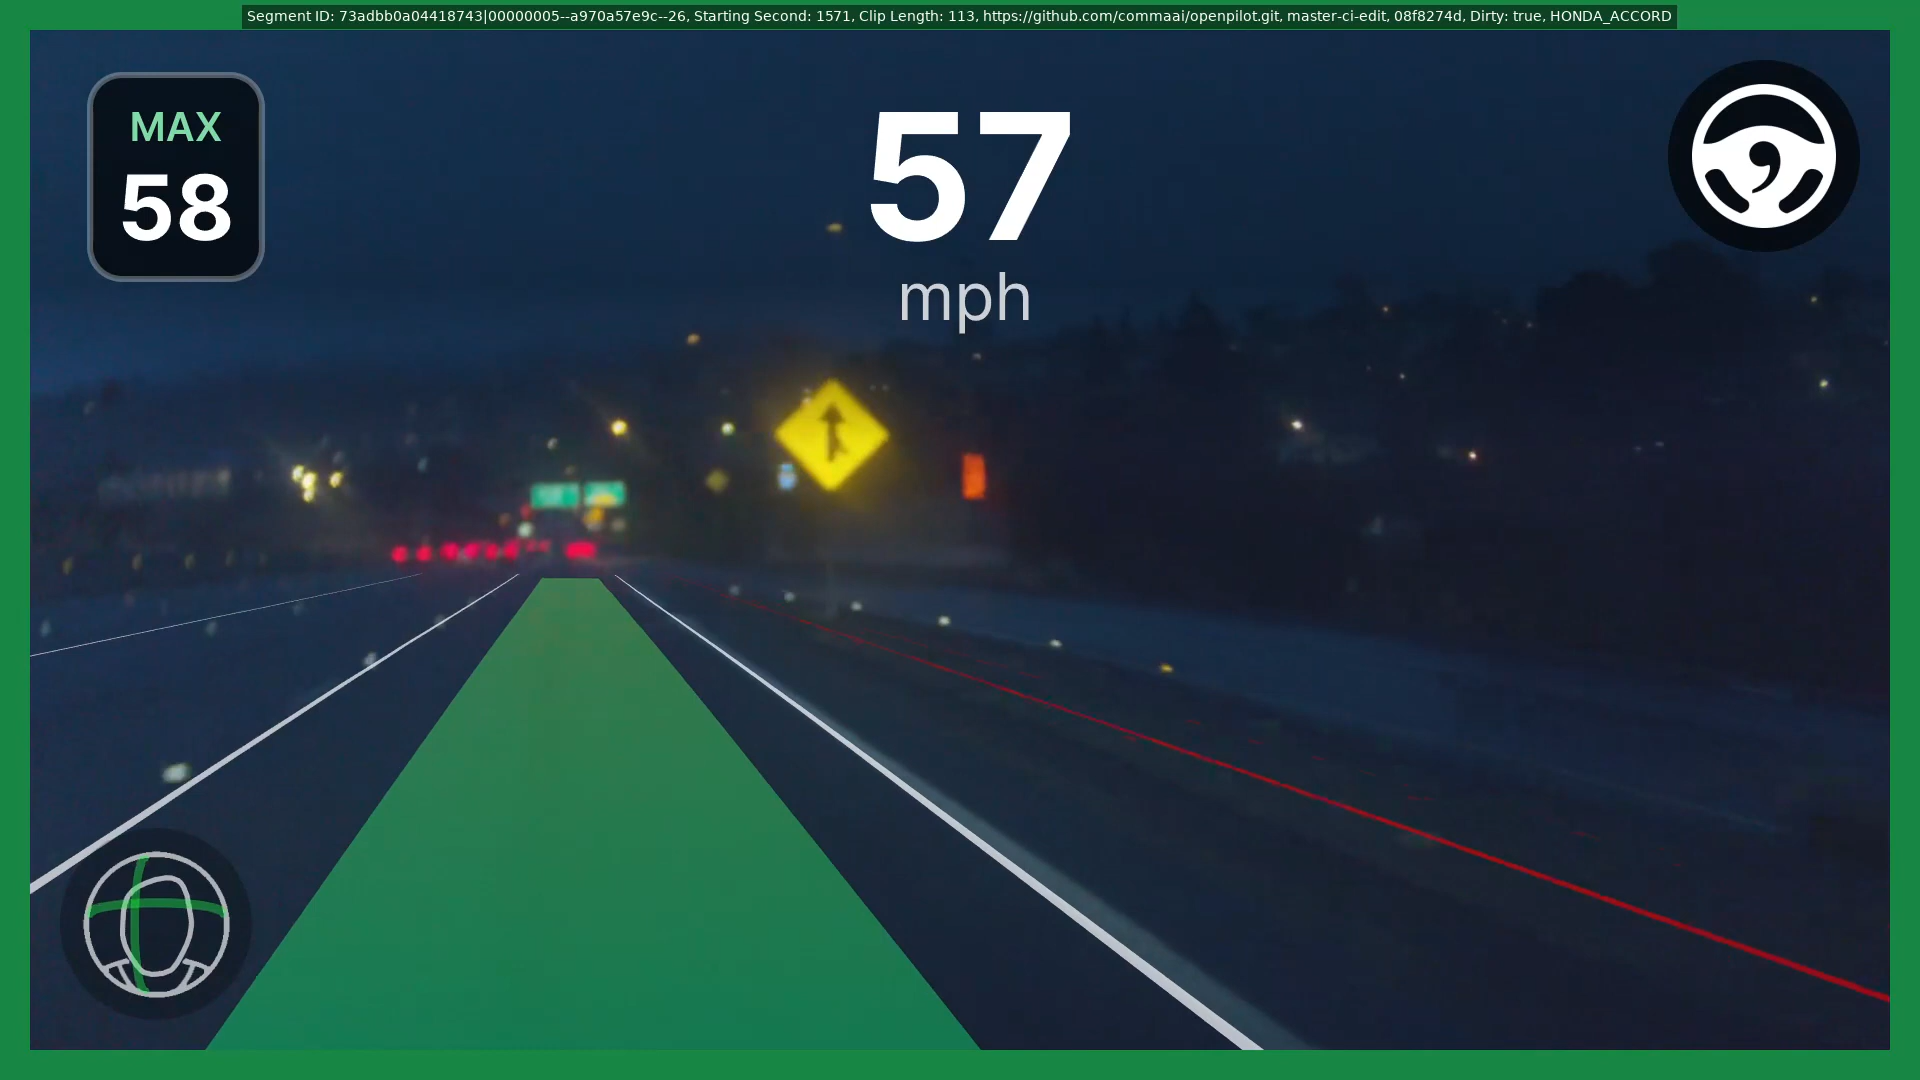 Segment ID: 73adbb0a04418743|00000005--a970a57e9c--26, Starting Second: 1571, Clip Length: 113, https://github.com/commaai/openpilot.git, master-ci-edit, 08f8274d, Dirty: true, HONDA_ACCORD
MAX
58
57
mph